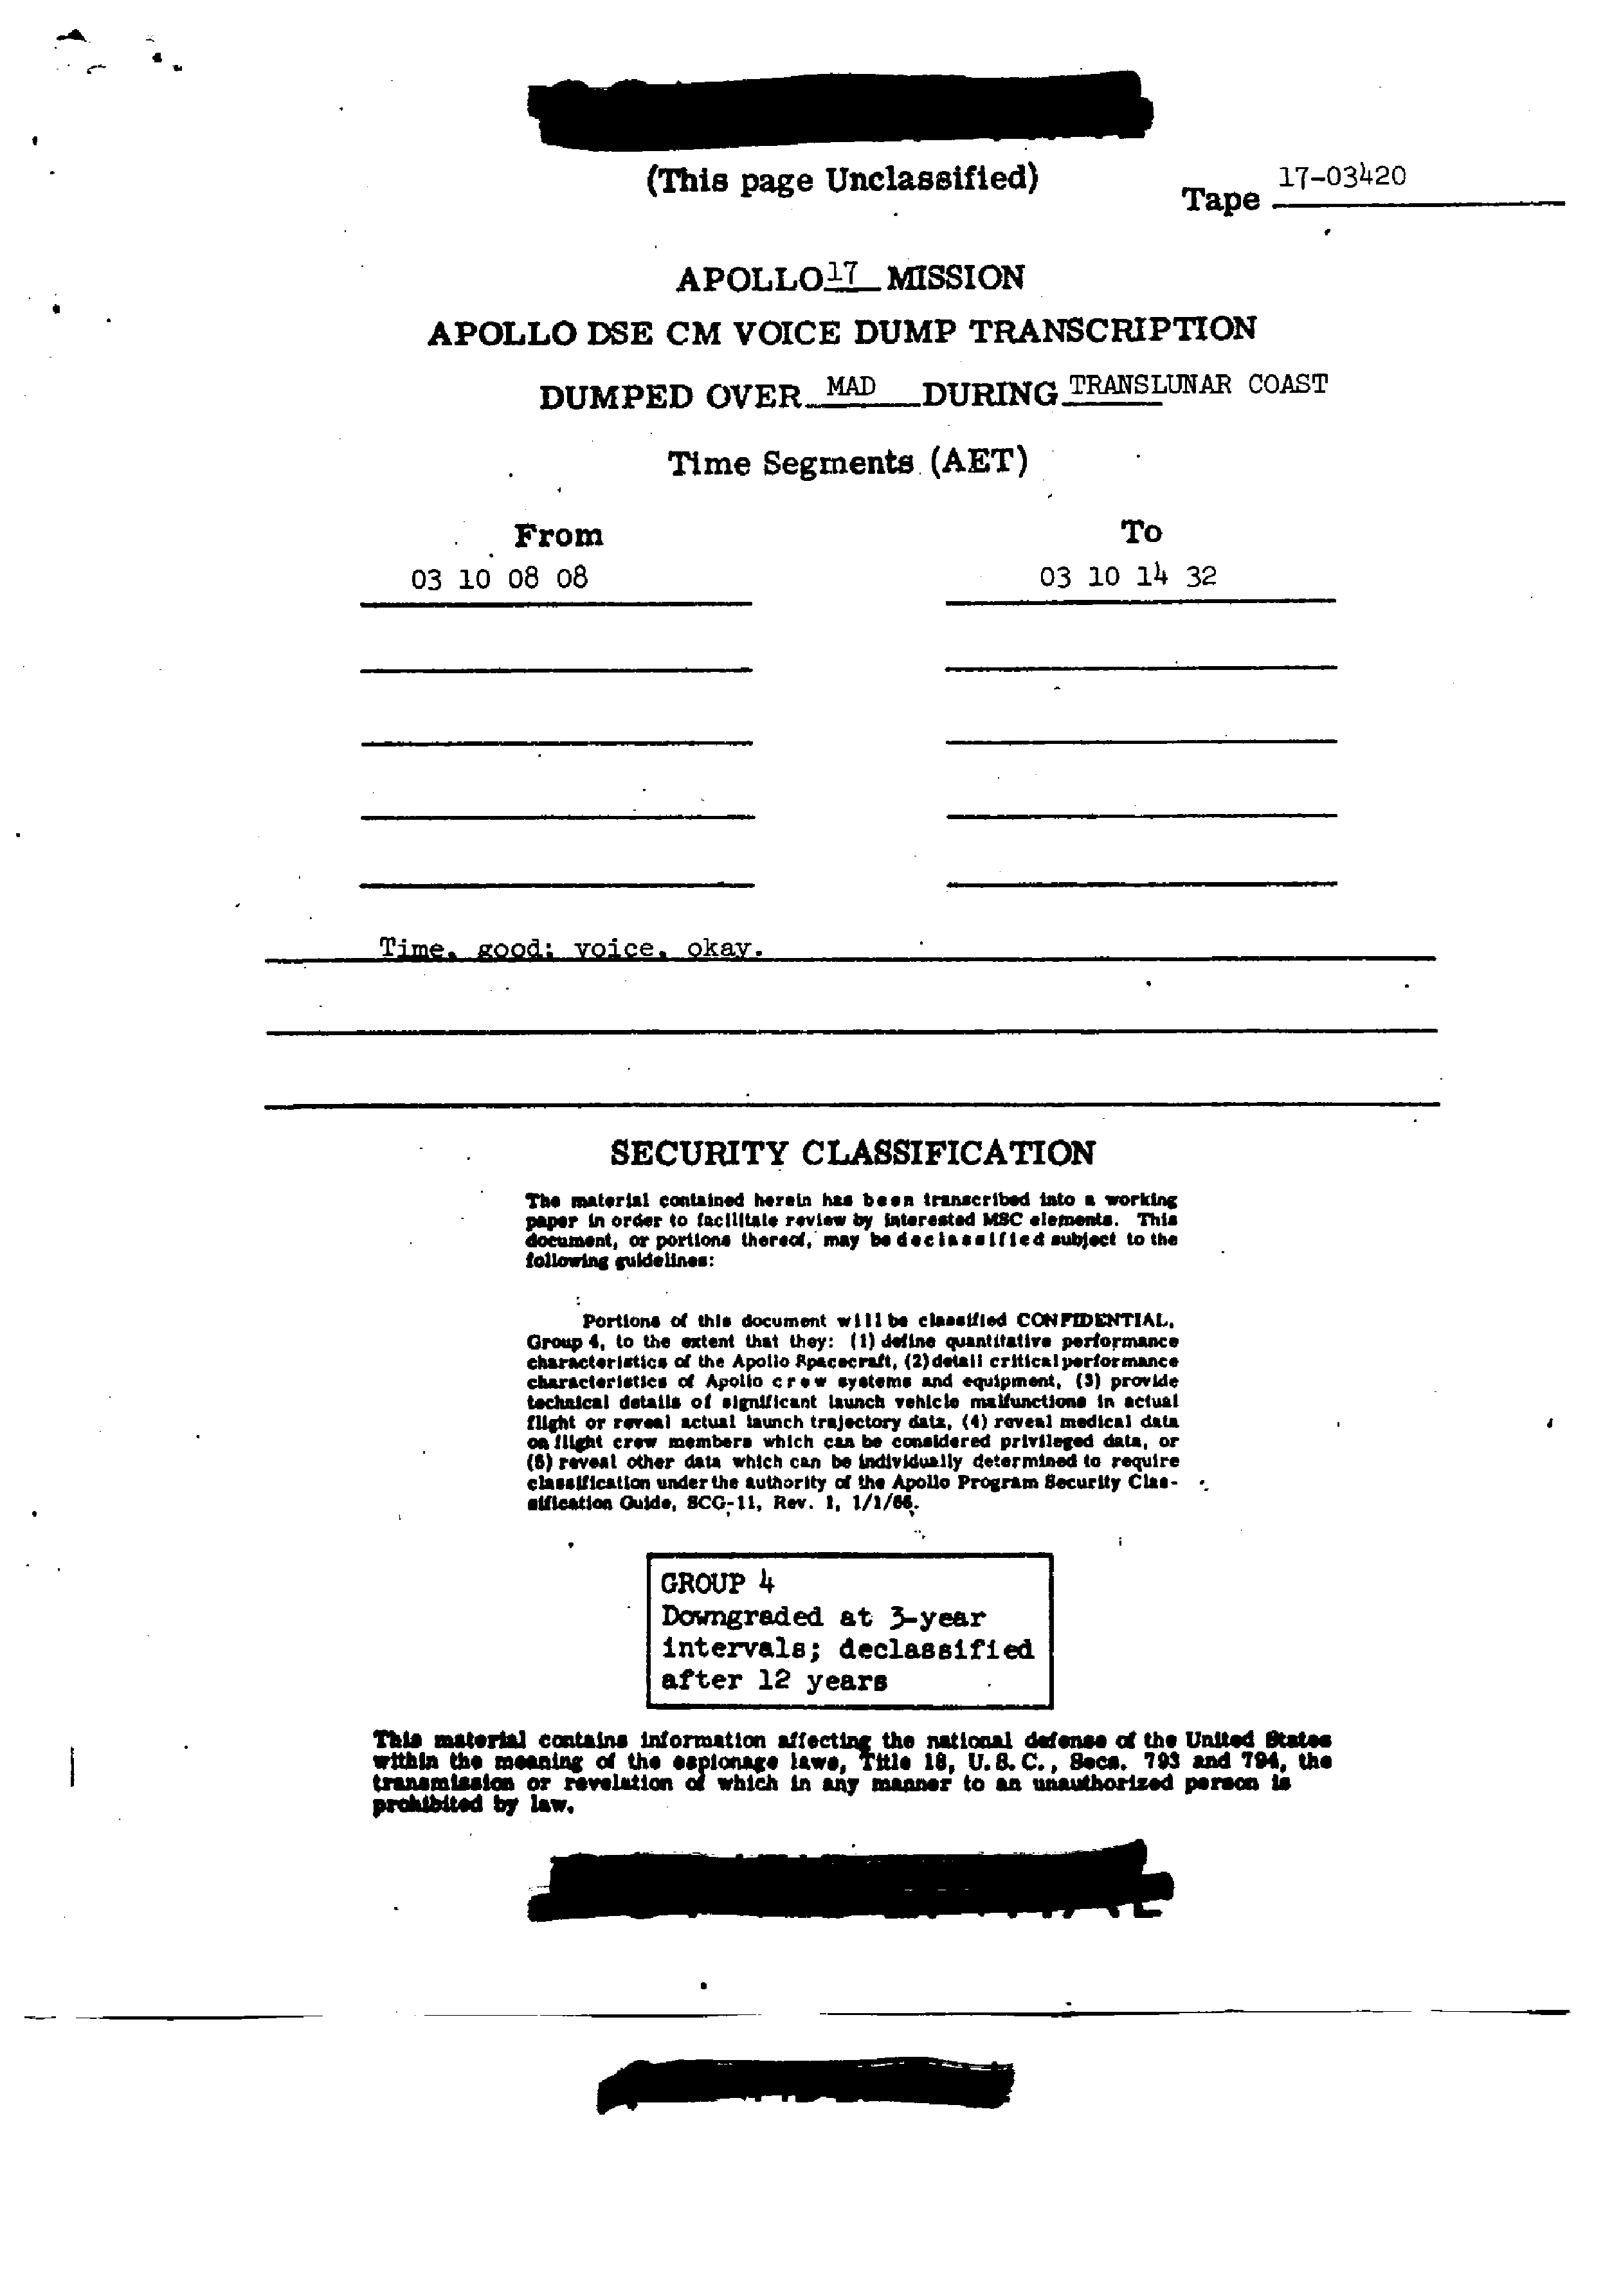 (This page Unclassified)
Tape 17-03420
APOLLO 17 MISSION
APOLLO DSE CM VOICE DUMP TRANSCRIPTION
DUMPED OVER MAD DURING TRANSLUNAR COAST
Time Segments (AET)
From To
03 10 08 08 03 10 14 32
Time, good; voice, okay.
SECURITY CLASSIFICATION
The material contained herein has been transcribed into a working
paper in order to facilitate review by interested MSC elements. This
document, or portions thereof, may be declassified subject to the
following guidelines:
Portions of this document will be classified CONFIDENTIAL,
Group 4, to the extent that they: (1) define quantitative performance
characteristics of the Apollo Spacecraft, (2) detail critical performance
characteristics of Apollo crew systems and equipment, (3) provide
technical details of significant launch vehicle malfunctions in actual
flight or reveal actual launch trajectory data, (4) reveal medical data
on flight crew members which can be considered privileged data, or
(5) reveal other data which can be individually determined to require
classification under the authority of the Apollo Program Security Clas-
sification Guide, SCG-11, Rev. 1, 1/1/66.
GROUP 4
Downgraded at 3-year
intervals; declassified
after 12 years
This material contains information affecting the national defense of the United States
within the meaning of the espionage laws, Title 18, U.S.C., Secs. 793 and 794, the
transmission or revelation of which in any manner to an unauthorized person is
prohibited by law.